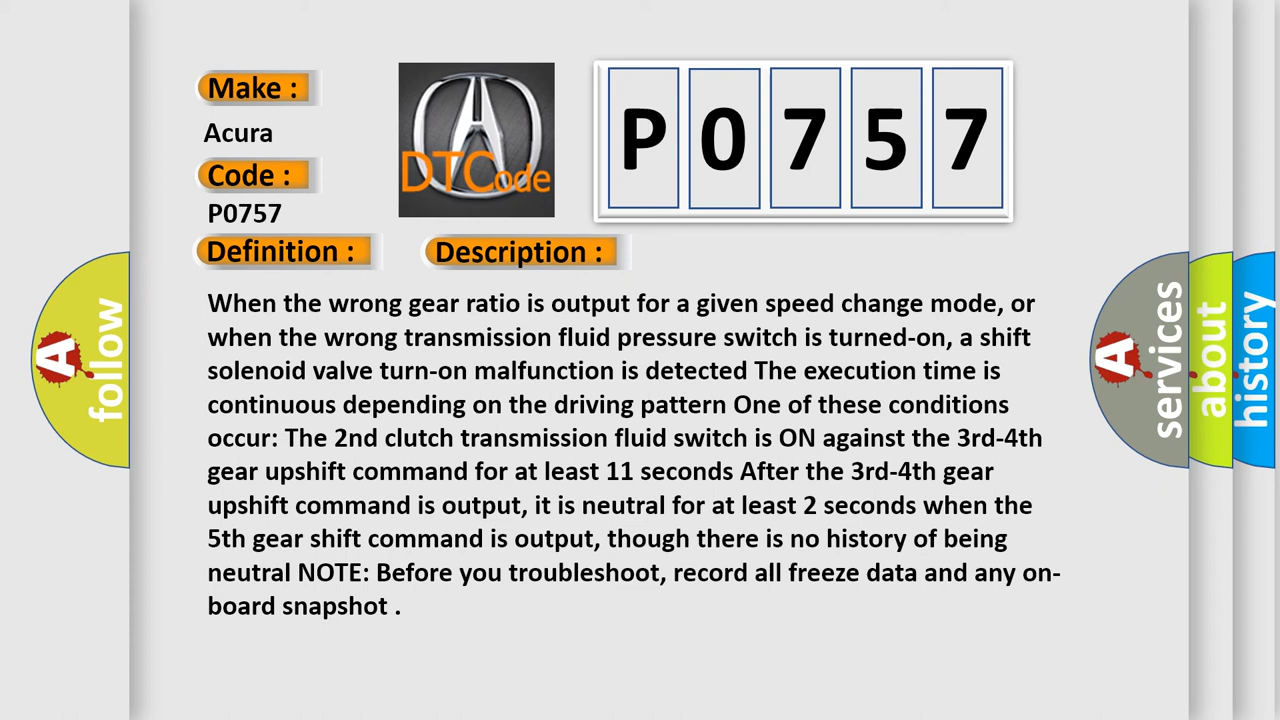 Make :
Acura
Code :
P0757
Definition :
Description :
DTCode
P0757
When the wrong gear ratio is output for a given speed change mode, or
when the wrong transmission fluid pressure switch is turned-on, a shift
solenoid valve turn-on malfunction is detected The execution time is
continuous depending on the driving pattern One of these conditions
occur: The 2nd clutch transmission fluid switch is ON against the 3rd-4th
gear upshift command for at least 11 seconds After the 3rd-4th gear
upshift command is output, it is neutral for at least 2 seconds when the
5th gear shift command is output, though there is no history of being
neutral NOTE: Before you troubleshoot, record all freeze data and any on-
board snapshot .
A follow
A services
about
history